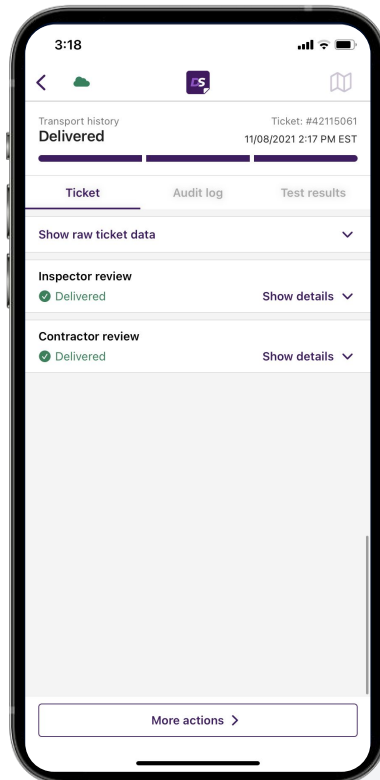 3:18
DS
Transport history
Ticket: #42115061
Delivered
11/08/2021 2:17 PM EST
Ticket
Audit log
Test results
Show raw ticket data
Inspector review
Delivered
Show details
Contractor review
Delivered
Show details
More actions